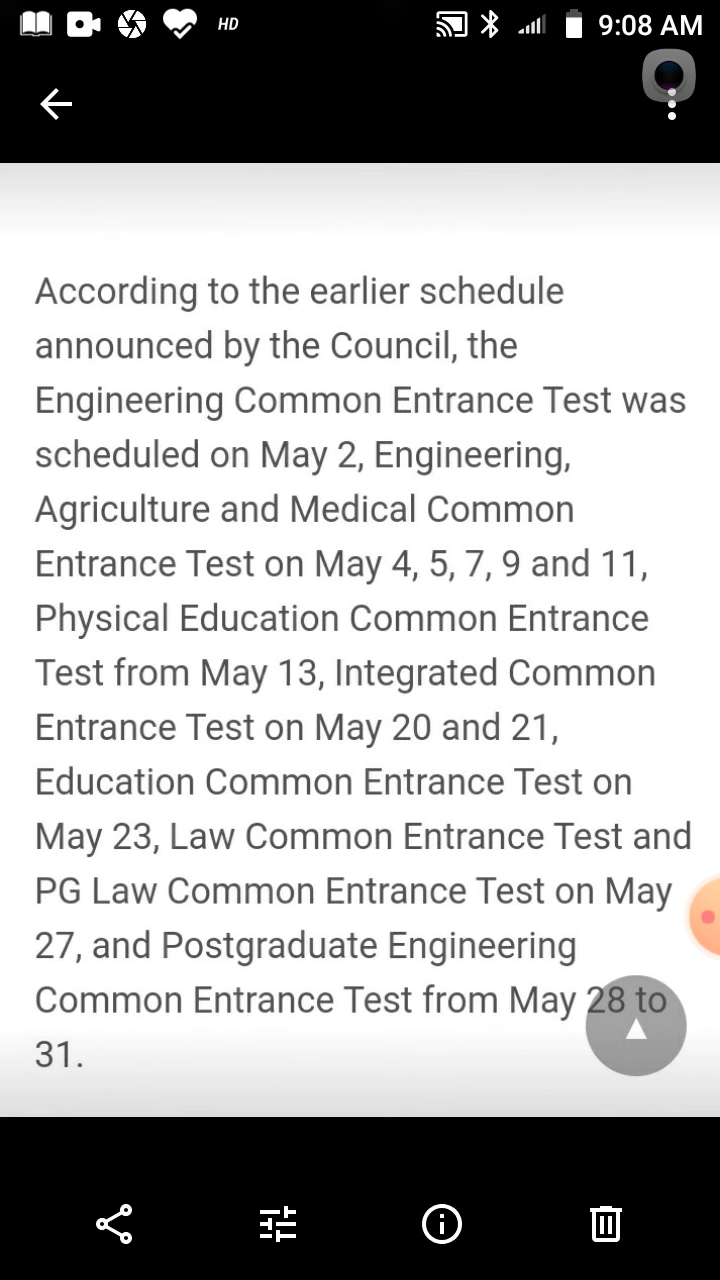 HD
9:08 AM
According to the earlier schedule
announced by the Council, the
Engineering Common Entrance Test was
scheduled on May 2, Engineering,
Agriculture and Medical Common
Entrance Test on May 4, 5, 7, 9 and 11,
Physical Education Common Entrance
Test from May 13, Integrated Common
Entrance Test on May 20 and 21,
Education Common Entrance Test on
May 23, Law Common Entrance Test and
PG Law Common Entrance Test on May
27, and Postgraduate Engineering
Common Entrance Test from May 28 to
31.